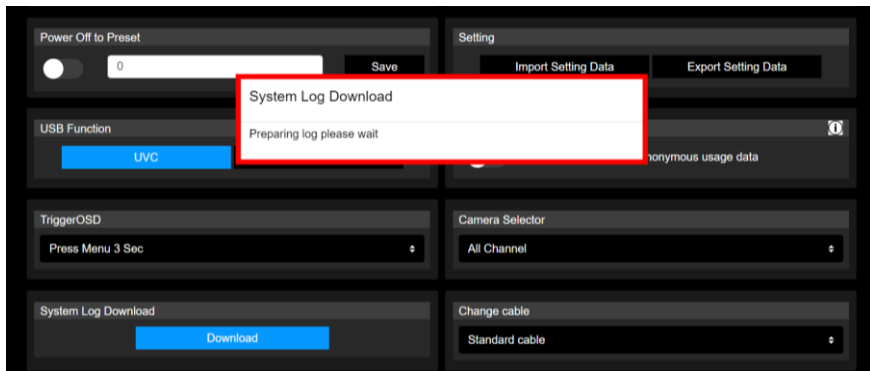 Power Off to Preset
0
Save
Setting
Import Setting Data
Export Setting Data
System Log Download
Preparing log please wait
USB Function
UVC
nonymous usage data
TriggerOSD
Press Menu 3 Sec
Camera Selector
All Channel
System Log Download
Download
Change cable
Standard cable